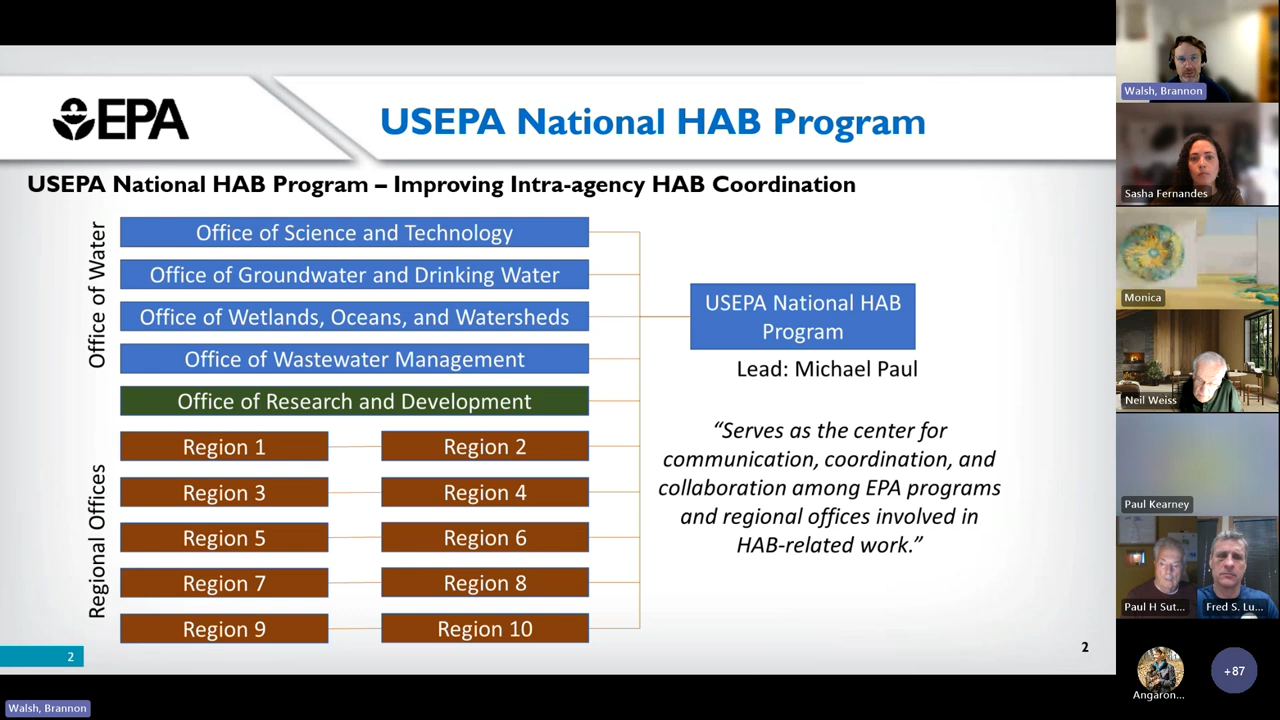 EPA
USEPA National HAB Program
USEPA National HAB Program – Improving Intra-agency HAB Coordination
Office of Water
Office of Science and Technology
Office of Groundwater and Drinking Water
Office of Wetlands, Oceans, and Watersheds
Office of Wastewater Management
Office of Research and Development
Regional Offices
Region 1
Region 2
Region 3
Region 4
Region 5
Region 6
Region 7
Region 8
Region 9
Region 10
USEPA National HAB
Program
Lead: Michael Paul
“Serves as the center for
communication, coordination, and
collaboration among EPA programs
and regional offices involved in
HAB-related work.”
2
2
Walsh, Brannon
Walsh, Brannon
Sasha Fernandes
Monica
Neil Weiss
Paul Kearney
Paul H Sut...
Fred S. Lu...
Angaron...
+87